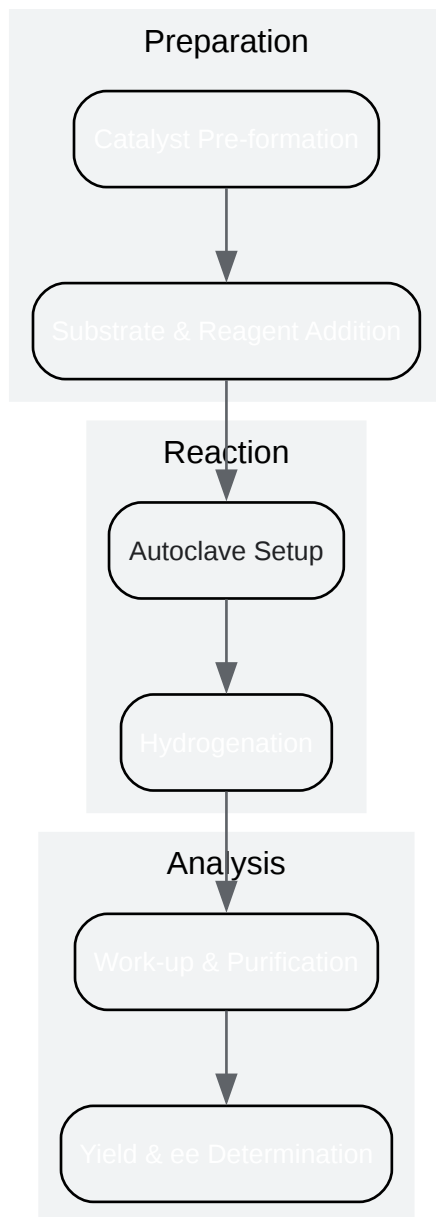 Preparation
Catalyst Pre-formation
Substrate & Reagent Addition
Reaction
Autoclave Setup
Hydrogenation
Analysis
Work-up & Purification
Yield & ee Determination